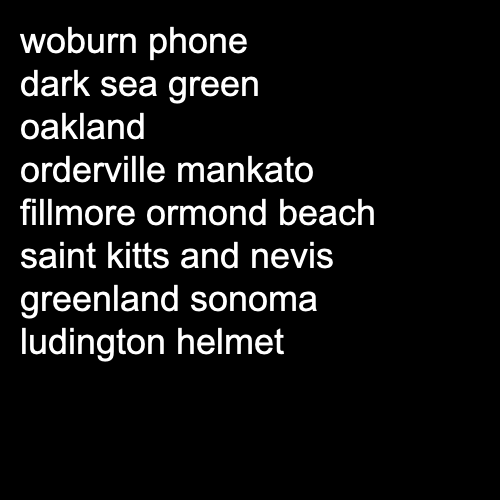 woburn phone
dark sea green
oakland
orderville mankato
fillmore ormond beach
saint kitts and nevis
greenland sonoma
ludington helmet